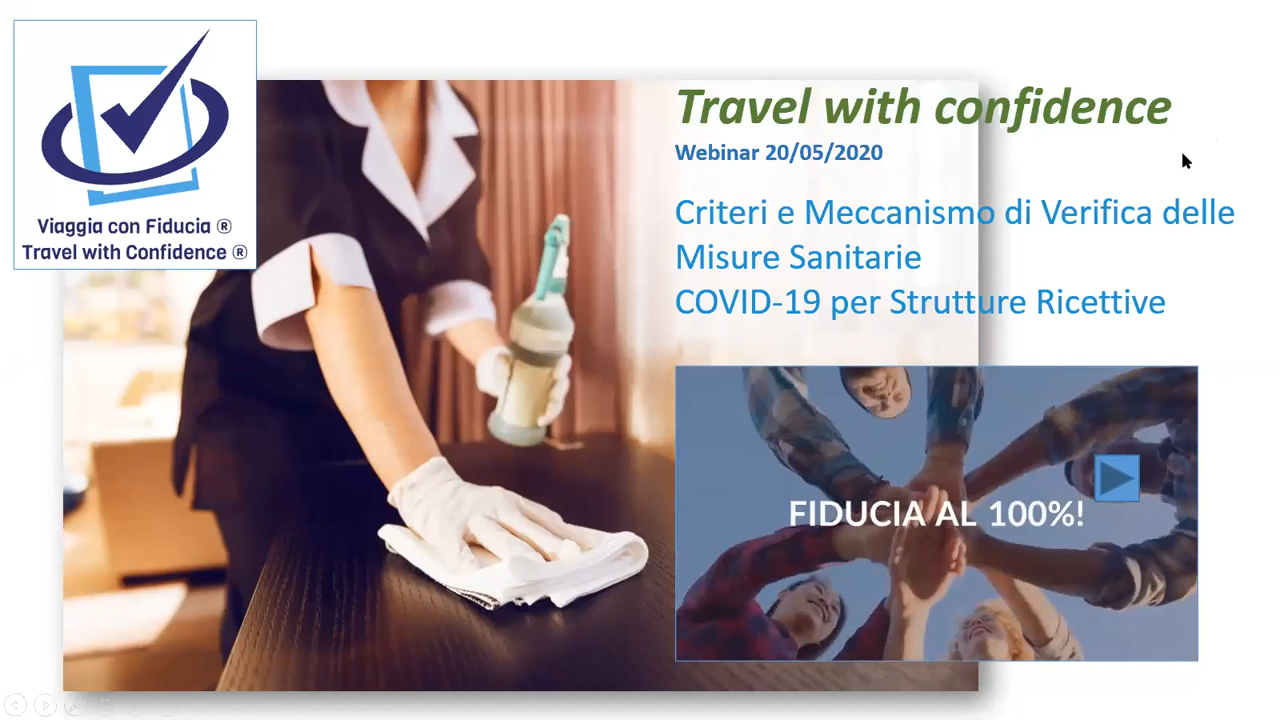 Viaggia con Fiducia ®
Travel with Confidence ®
Travel with confidence
Webinar 20/05/2020
Criteri e Meccanismo di Verifica delle
Misure Sanitarie
COVID-19 per Strutture Ricettive
FIDUCIA AL 100%!